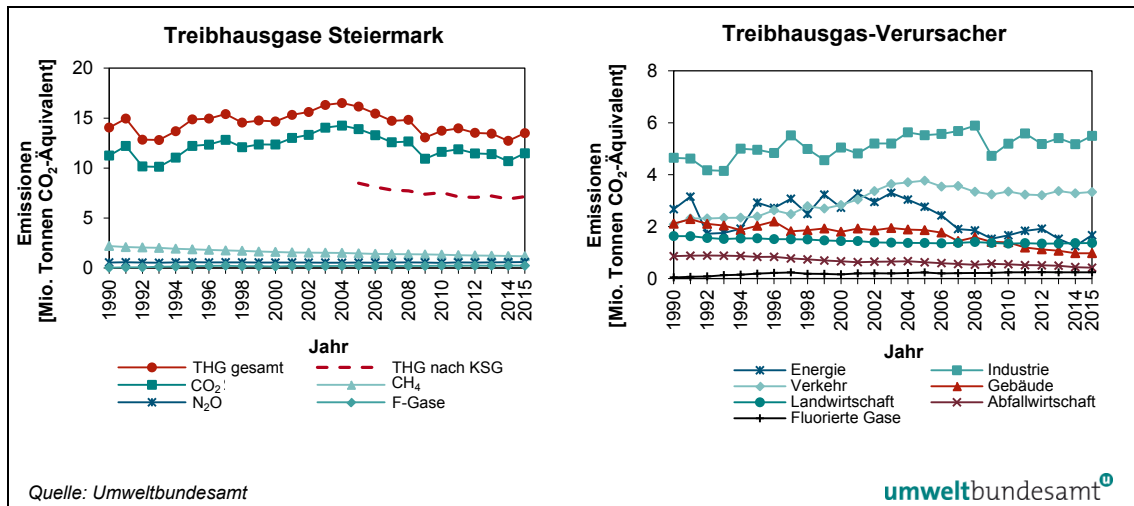 Treibhausgase Steiermark
Emissionen
[Mio. Tonnen CO₂-Äquivalent]
20
15
10
5
0
1990
1992
1994
1996
1998
2000
2002
2004
2006
2008
2010
2012
2014
2015
Jahr
THG gesamt
THG nach KSG
CO₂
CH₄
N₂O
F-Gase
Treibhausgas-Verursacher
Emissionen
[Mio. Tonnen CO₂-Äquivalent]
8
6
4
2
0
1990
1992
1994
1996
1998
2000
2002
2004
2006
2008
2010
2012
2014
2015
Jahr
Energie
Industrie
Verkehr
Gebäude
Landwirtschaft
Abfallwirtschaft
Fluorierte Gase
Quelle: Umweltbundesamt
umweltbundesamt u